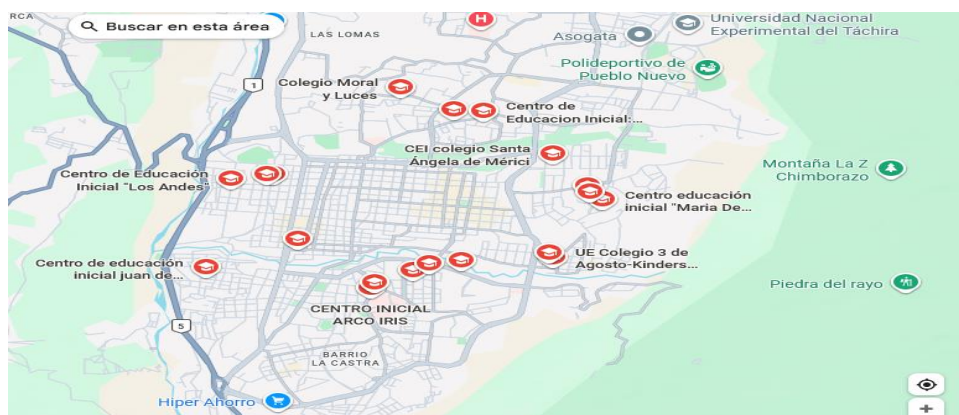 RCA
Buscar en esta área
LAS LOMAS
H
Asogata
Universidad Nacional
Experimental del Táchira
Polideportivo de
Pueblo Nuevo
1
Colegio Moral
y Luces
Centro de
Educacion Inicial:...
CEI colegio Santa
Ángela de Mérici
Montaña La Z
Chimborazo
Centro de Educación
Inicial "Los Andes"
Centro educación
inicial "Maria De...
Centro de educación
inicial juan de...
UE Colegio 3 de
Agosto-Kinders...
Piedra del rayo
CENTRO INICIAL
ARCO IRIS
5
BARRIO
LA CASTRA
Hiper Ahorro
+